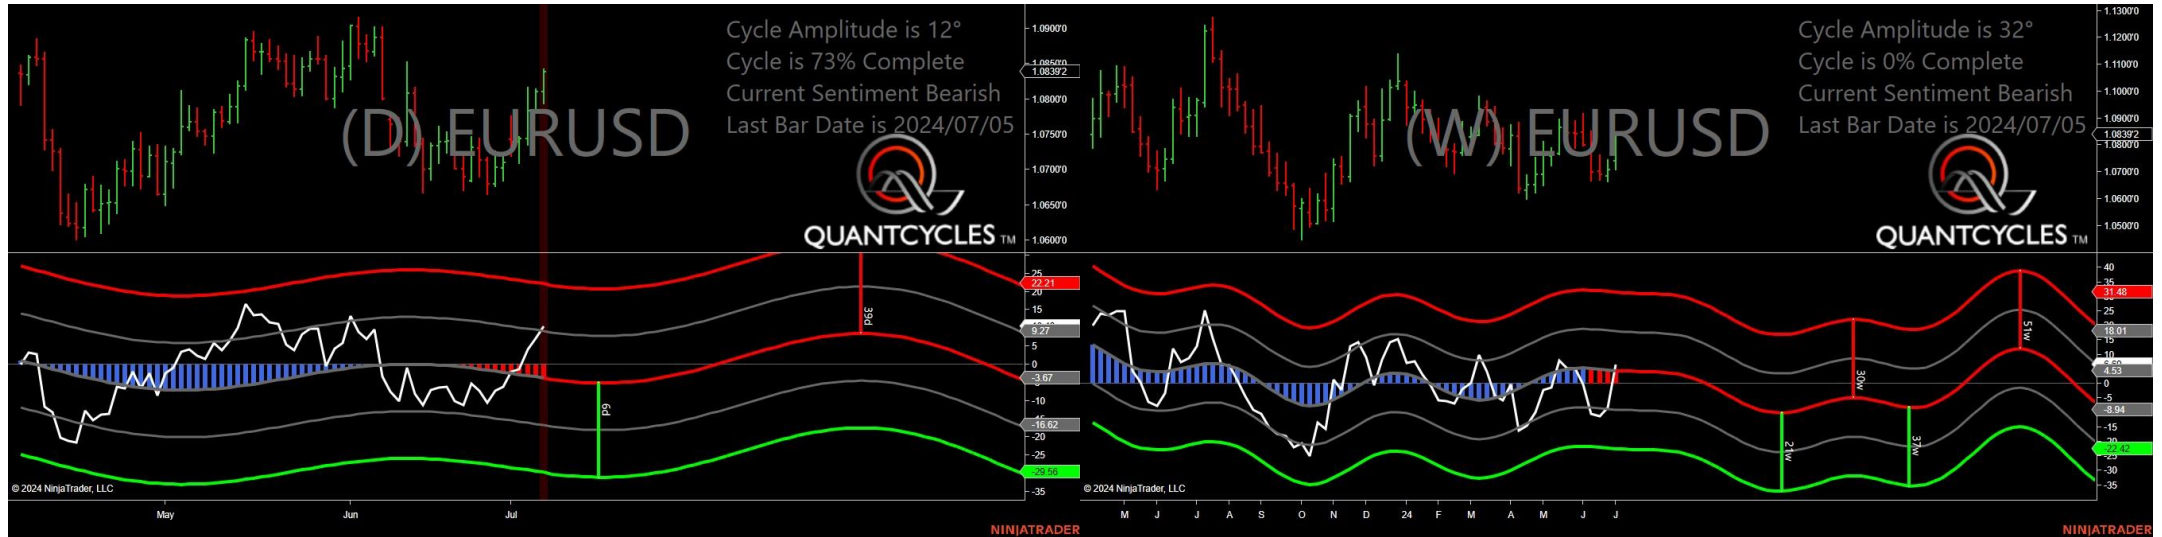 Cycle Amplitude is 12°
Cycle is 73% Complete
Current Sentiment Bearish
Last Bar Date is 2024/07/05
(D) EURUSD
QUANTCYCLES TM
1.0900'0
1.0850'0
1.0839'2
1.0800'0
1.0750'0
1.0700'0
1.0650'0
1.0600'0
25
22.21
20
15
9.27
5
0
-3.67
-5
-10
-16.62
-20
-25
-29.56
-35
39d
6d
© 2024 NinjaTrader, LLC
May
Jun
Jul
NINJATRADER
Cycle Amplitude is 32°
Cycle is 0% Complete
Current Sentiment Bearish
Last Bar Date is 2024/07/05
(W) EURUSD
QUANTCYCLES TM
1.1300'0
1.1200'0
1.1100'0
1.1000'0
1.0900'0
1.0839'2
1.0800'0
1.0700'0
1.0600'0
1.0500'0
40
35
31.48
25
18.01
15
10
4.53
0
-5
-8.94
-15
-22.42
-30
-35
51w
30w
21w
37w
© 2024 NinjaTrader, LLC
M
J
J
A
S
O
N
D
24
F
M
A
M
J
J
NINJATRADER